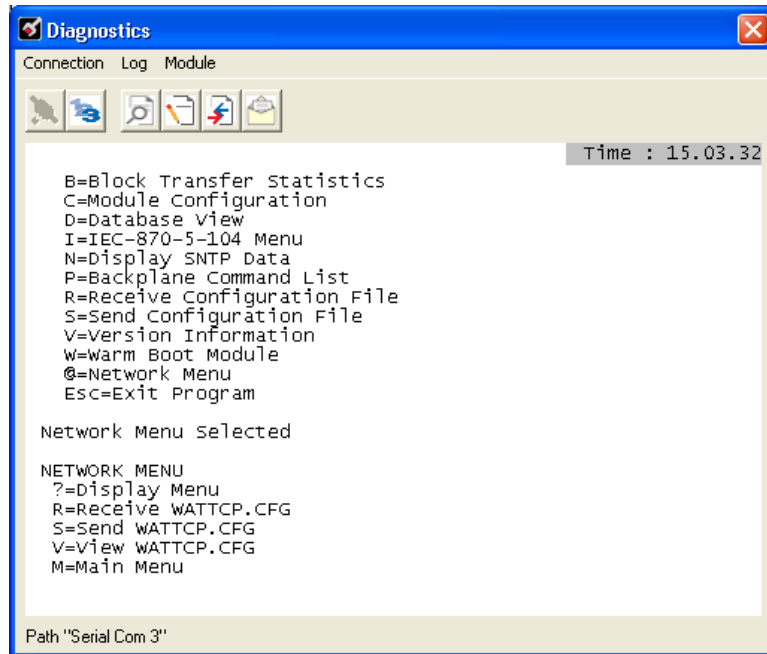 Diagnostics
Connection Log Module
Time : 15.03.32
B=Block Transfer Statistics
C=Module Configuration
D=Database View
I=IEC-870-5-104 Menu
N=Display SNTP Data
P=Backplane Command List
R=Receive Configuration File
S=Send Configuration File
V=Version Information
W=Warm Boot Module
@=Network Menu
Esc=Exit Program
Network Menu Selected
NETWORK MENU
?=Display Menu
R=Receive WATTCP.CFG
S=Send WATTCP.CFG
V=View WATTCP.CFG
M=Main Menu
Path "Serial Com 3"